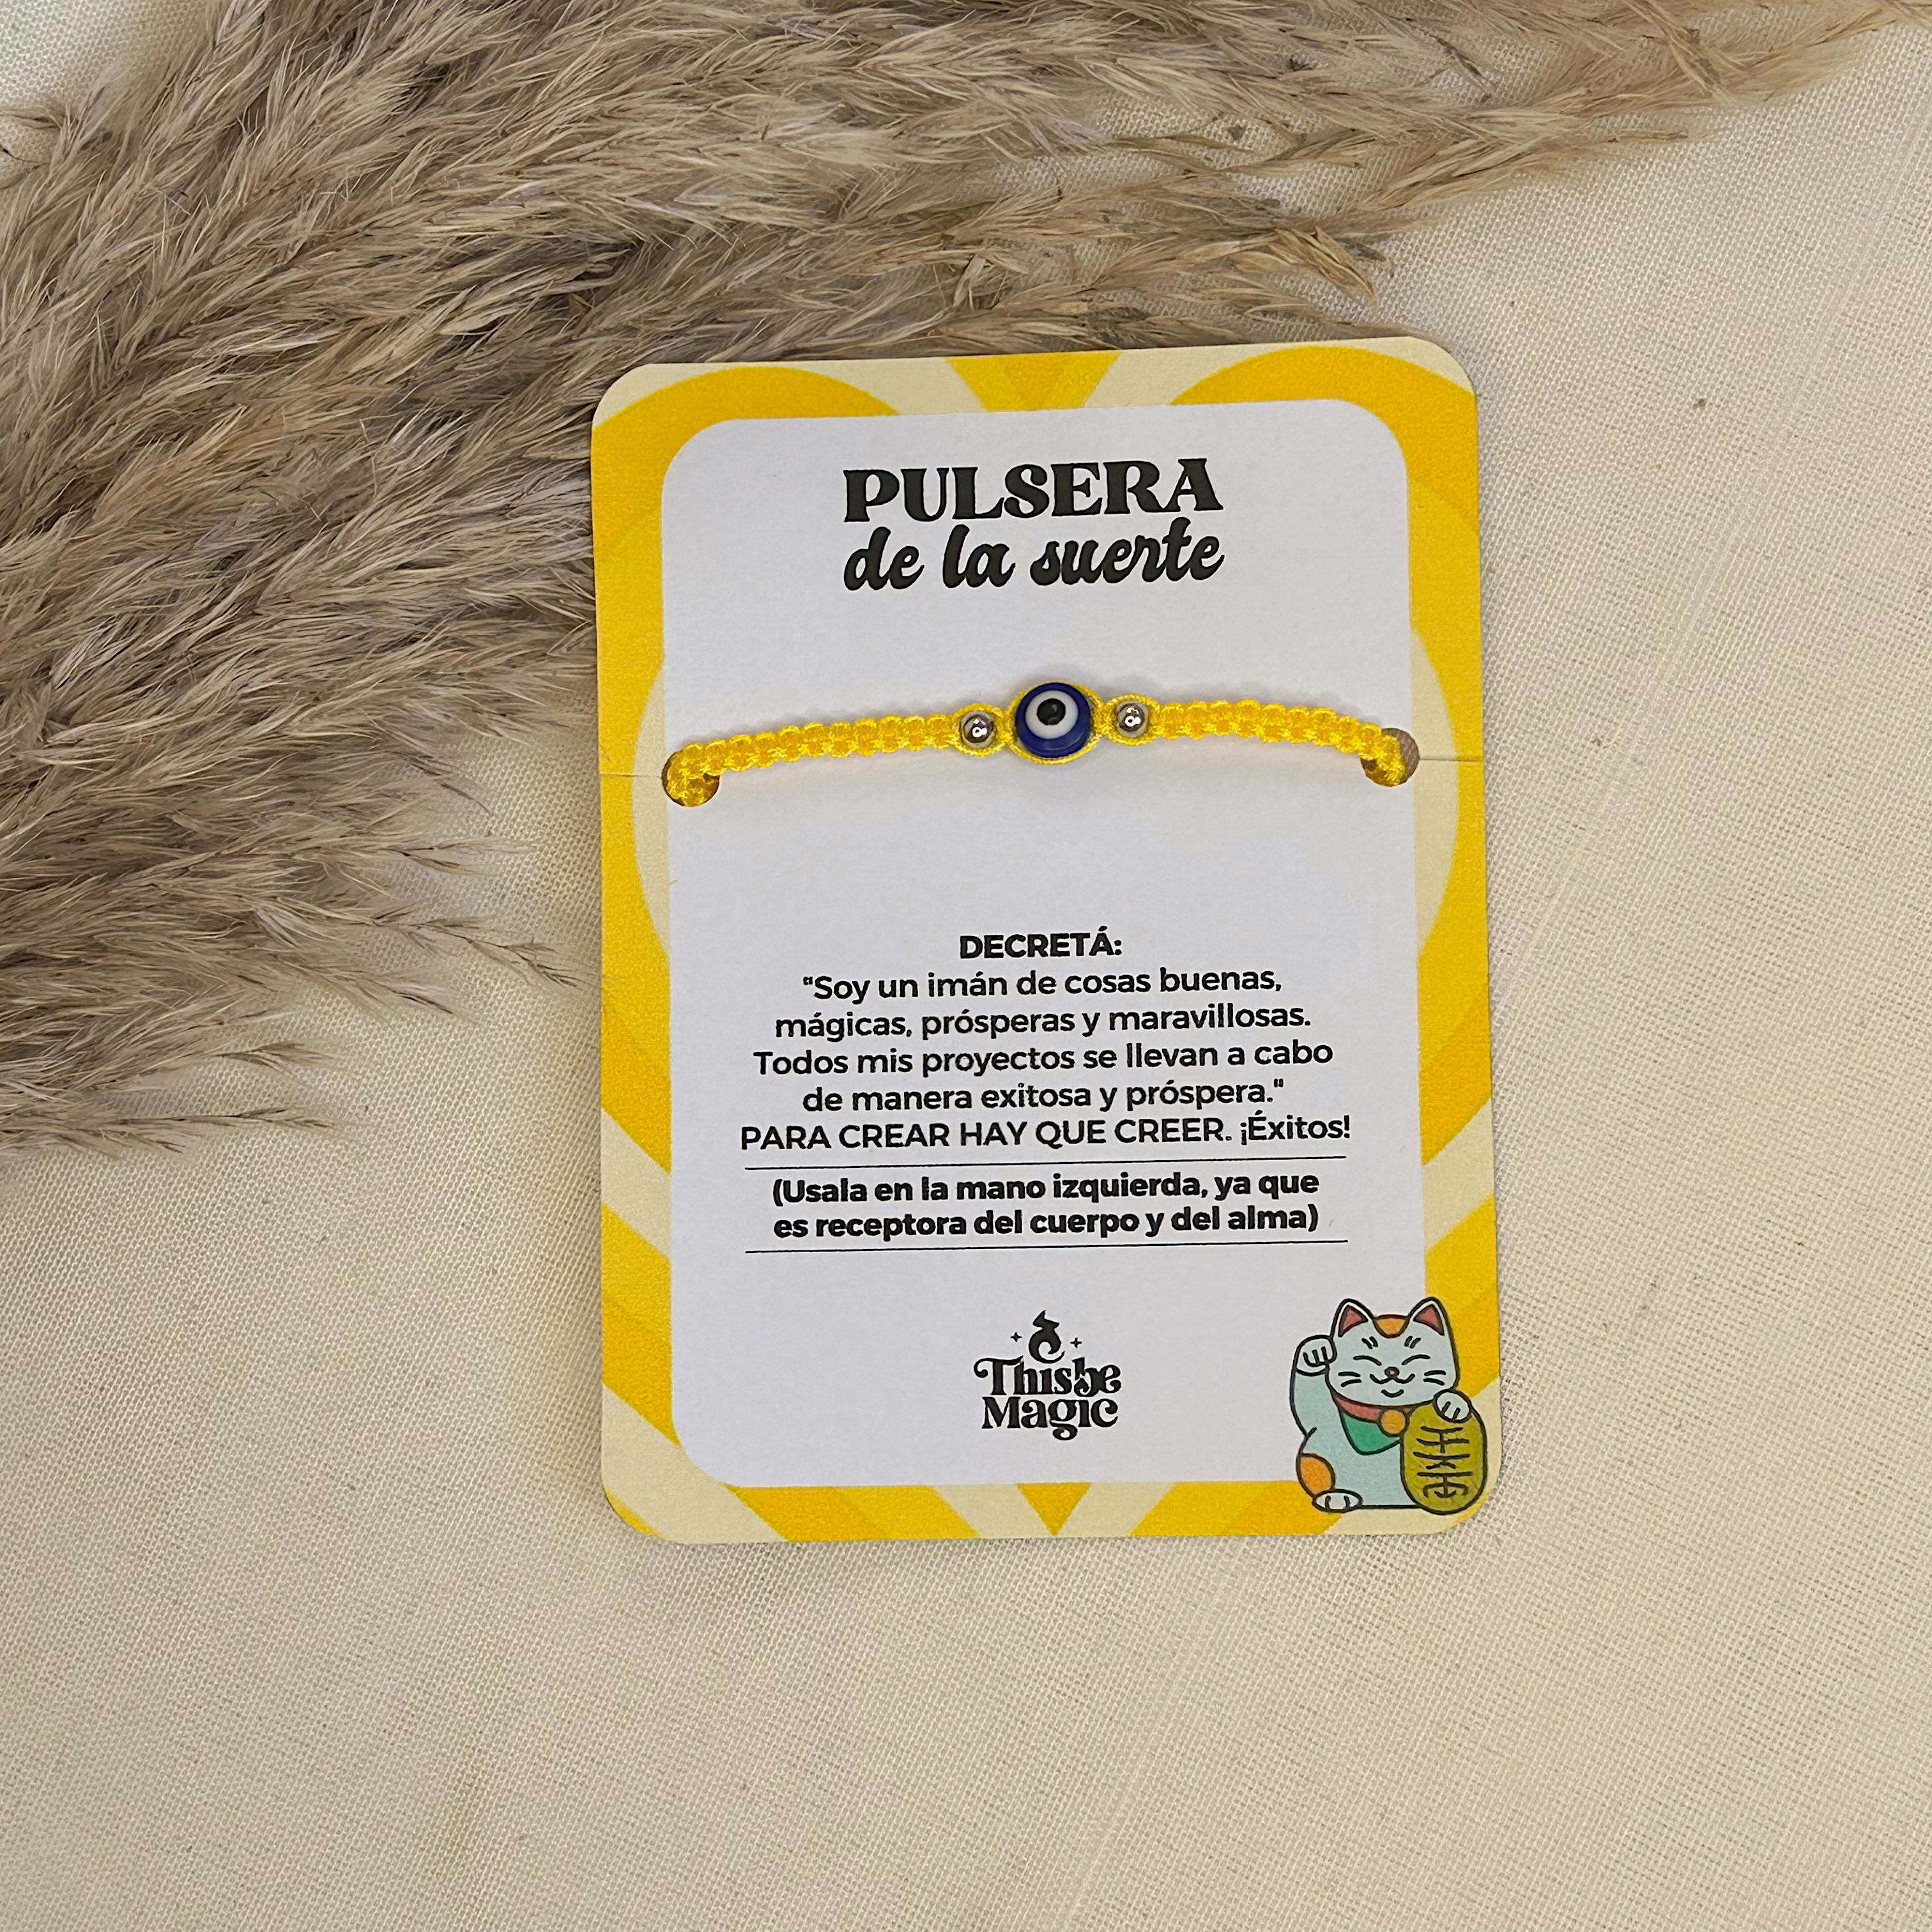 PULSERA
de la suerte
DECRETÁ:
"Soy un imán de cosas buenas,
mágicas, prósperas y maravillosas.
Todos mis proyectos se llevan a cabo
de manera exitosa y próspera."
PARA CREAR HAY QUE CREER. ¡Éxitos!
(Usala en la mano izquierda, ya que
es receptora del cuerpo y del alma)
Thisbe
Magic